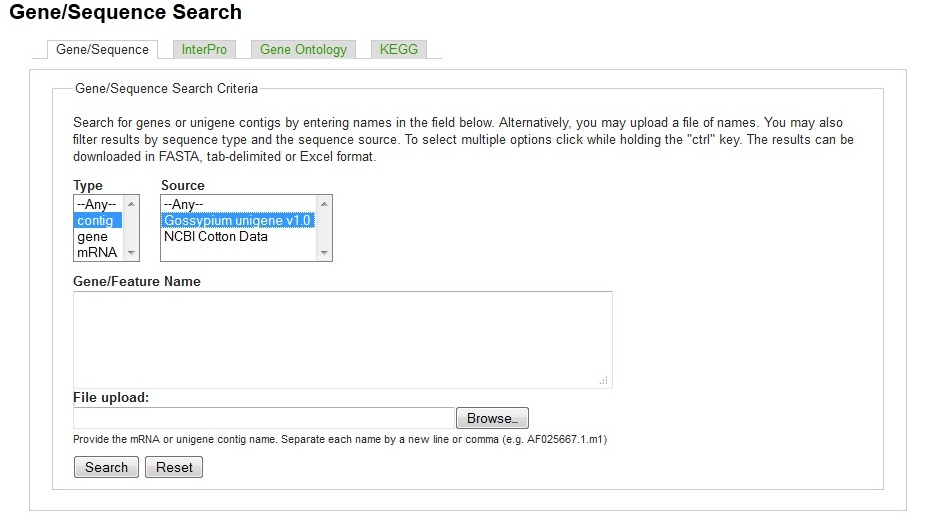 Gene/Sequence Search
Gene/Sequence InterPro Gene Ontology KEGG
Gene/Sequence Search Criteria
Search for genes or unigene contigs by entering names in the field below. Alternatively, you may upload a file of names. You may also
filter results by sequence type and the sequence source. To select multiple options click while holding the "ctrl" key. The results can be
downloaded in FASTA, tab-delimited or Excel format.
Type Source
--Any-- --Any--
contig Gossypium unigene v1.0
gene NCBI Cotton Data
mRNA
Gene/Feature Name
File upload:
Browse...
Provide the mRNA or unigene contig name. Separate each name by a new line or comma (e.g. AF025667.1.m1)
Search Reset